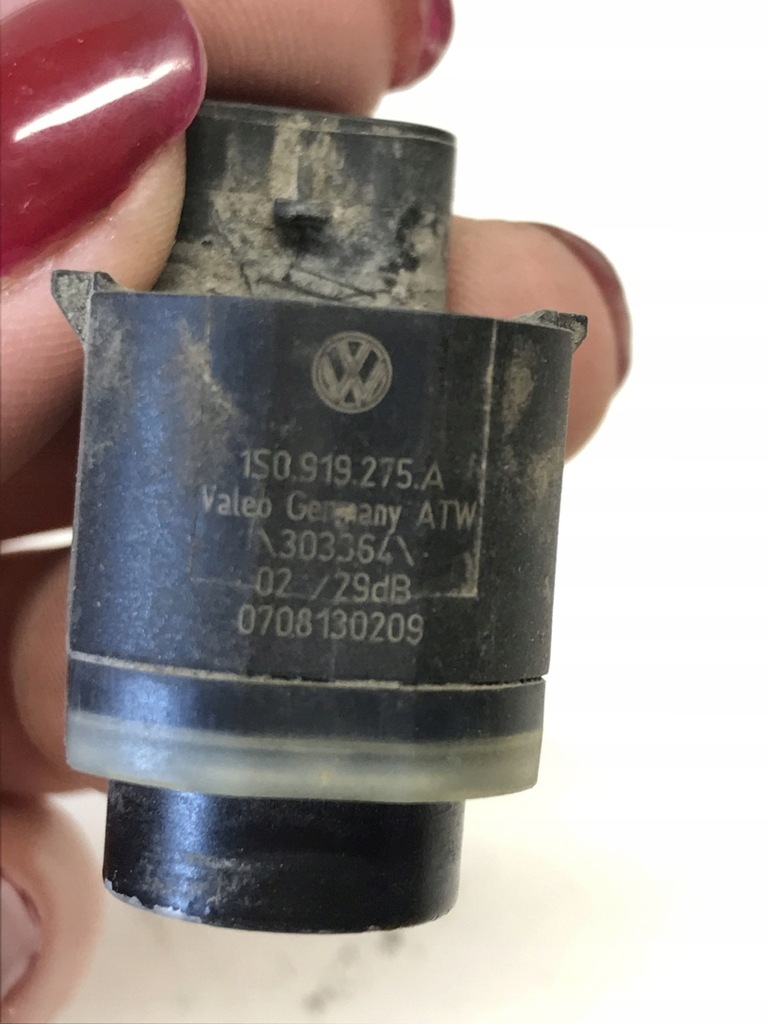 1S0.919.275.A
Valeo Germany ATW
\303364\
02 /29dB
0708130209